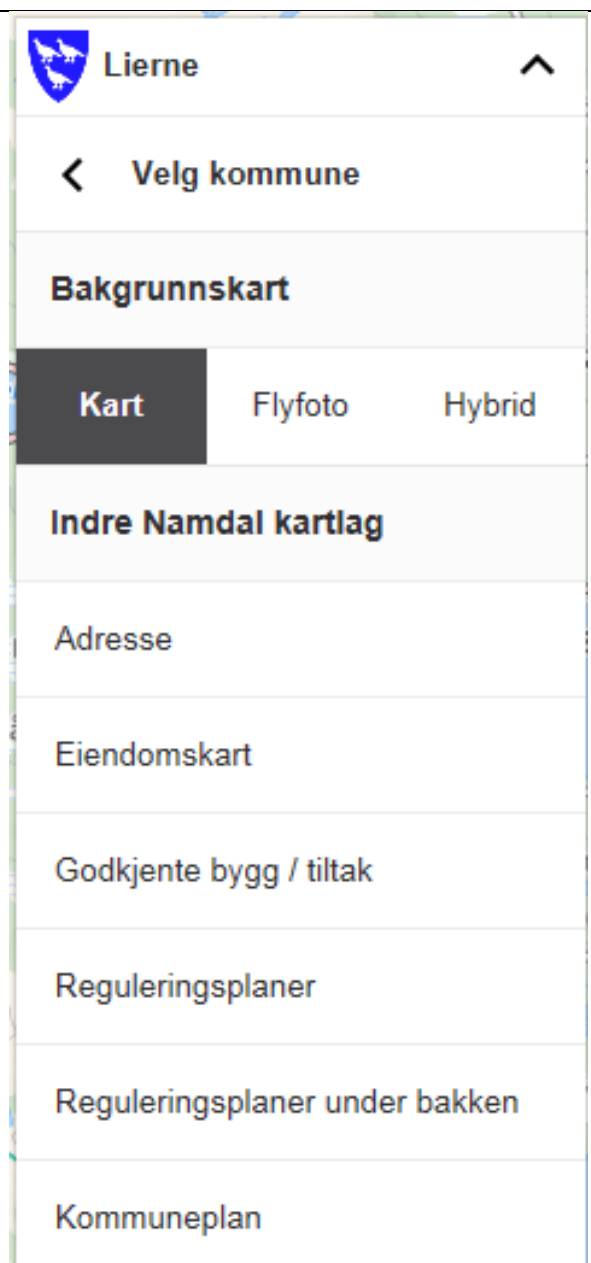 Lierne
Velg kommune
Bakgrunnskart
Kart Flyfoto Hybrid
Indre Namdal kartlag
Adresse
Eiendomskart
Godkjente bygg / tiltak
Reguleringsplaner
Reguleringsplaner under bakken
Kommuneplan